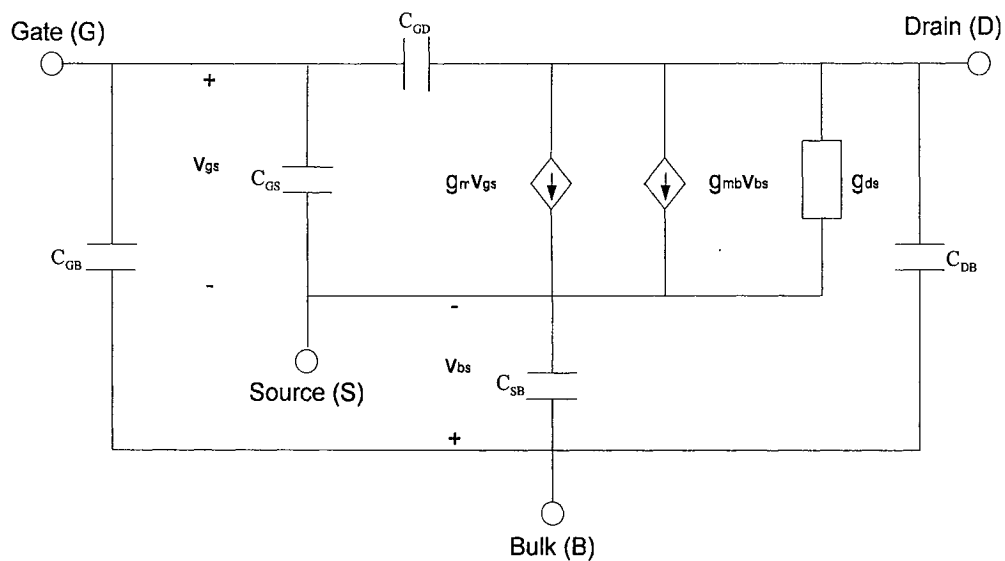 Gate (G)
C_GD
Drain (D)
+
v_gs
C_GS
g_m v_gs
g_mb v_bs
g_ds
C_GB
-
C_DB
-
v_bs
C_SB
Source (S)
+
Bulk (B)